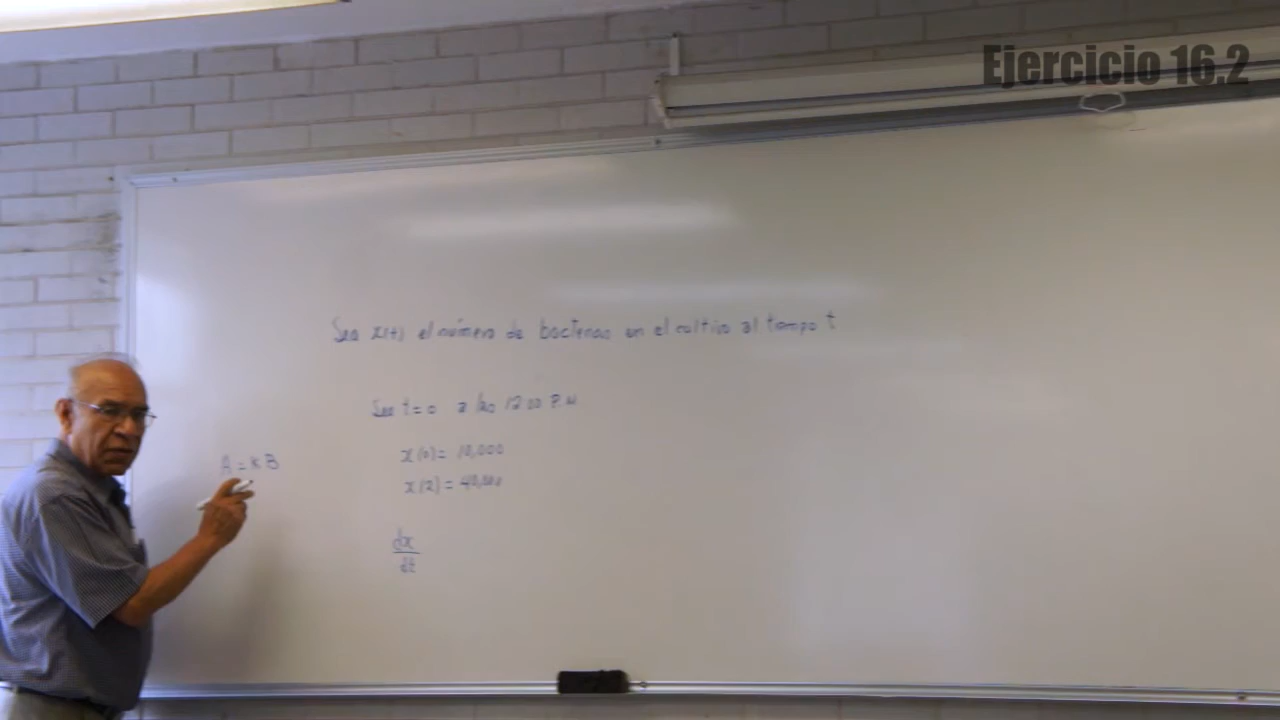 Ejercicio 16.2
Sea x(t) el número de bacterias en el cultivo al tiempo t
Sea t=0 a las 12:00 P.M
A = K B
x(0)= 10,000
x(2)= 40,000
dx
dt